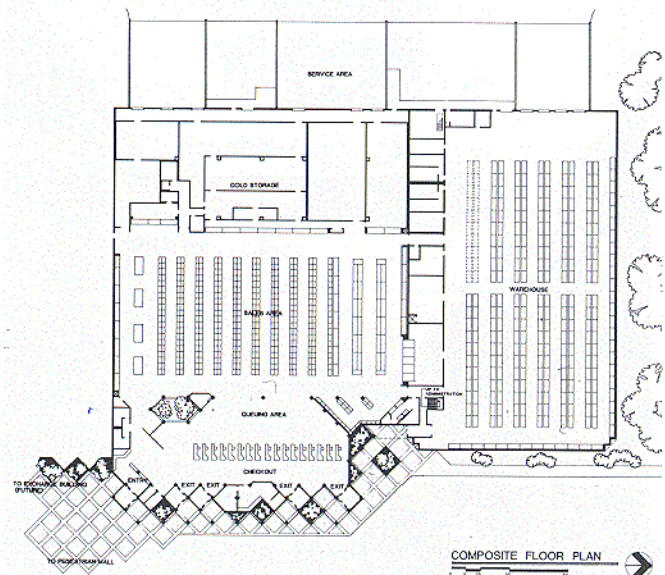 SERVICE AREA
COLD STORAGE
WAREHOUSE
SALES AREA
UP TO
ADMINISTRATION
QUEUING AREA
CHECKOUT
ENTRY
EXIT
EXIT
EXIT
EXIT
TO EXCHANGE BUILDING
(FUTURE)
TO PEDESTRIAN MALL
COMPOSITE FLOOR PLAN